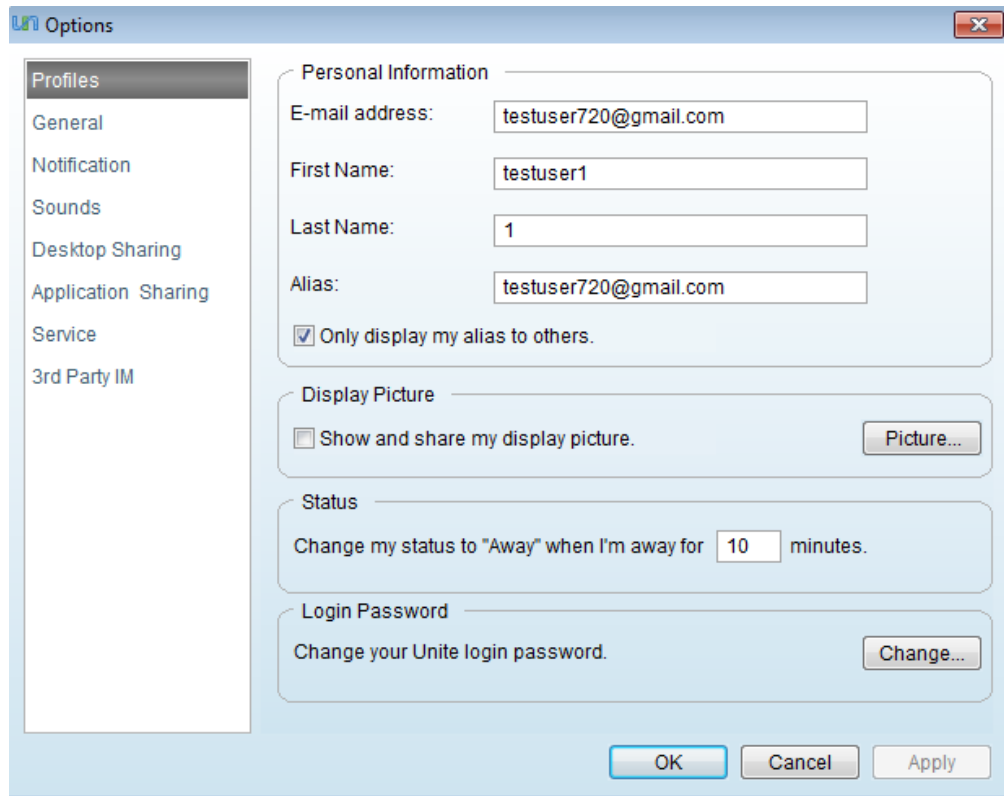 un Options
Profiles
General
Notification
Sounds
Desktop Sharing
Application Sharing
Service
3rd Party IM
Personal Information
E-mail address: testuser720@gmail.com
First Name: testuser1
Last Name: 1
Alias: testuser720@gmail.com
Only display my alias to others.
Display Picture
Show and share my display picture. Picture...
Status
Change my status to "Away" when I'm away for 10 minutes.
Login Password
Change your Unite login password. Change...
OK Cancel Apply